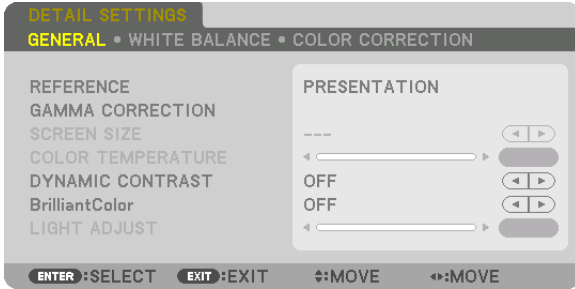 DETAIL SETTINGS
GENERAL • WHITE BALANCE • COLOR CORRECTION
REFERENCE PRESENTATION
GAMMA CORRECTION
SCREEN SIZE ---
COLOR TEMPERATURE
DYNAMIC CONTRAST OFF
BrilliantColor OFF
LIGHT ADJUST
ENTER :SELECT EXIT :EXIT :MOVE :MOVE